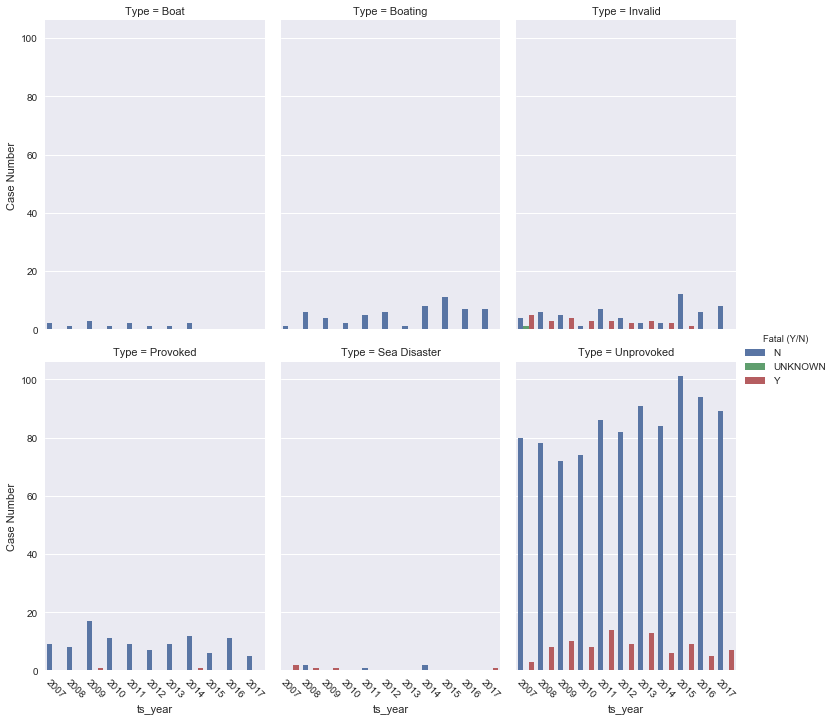 Type = Boat
Type = Boating
Type = Invalid
100
80
60
40
20
0
Case Number
Fatal (Y/N)
N
UNKNOWN
Y
Type = Provoked
Type = Sea Disaster
Type = Unprovoked
100
80
60
40
20
0
Case Number
2007 2008 2009 2010 2011 2012 2013 2014 2015 2016 2017
2007 2008 2009 2010 2011 2012 2013 2014 2015 2016 2017
2007 2008 2009 2010 2011 2012 2013 2014 2015 2016 2017
ts_year
ts_year
ts_year